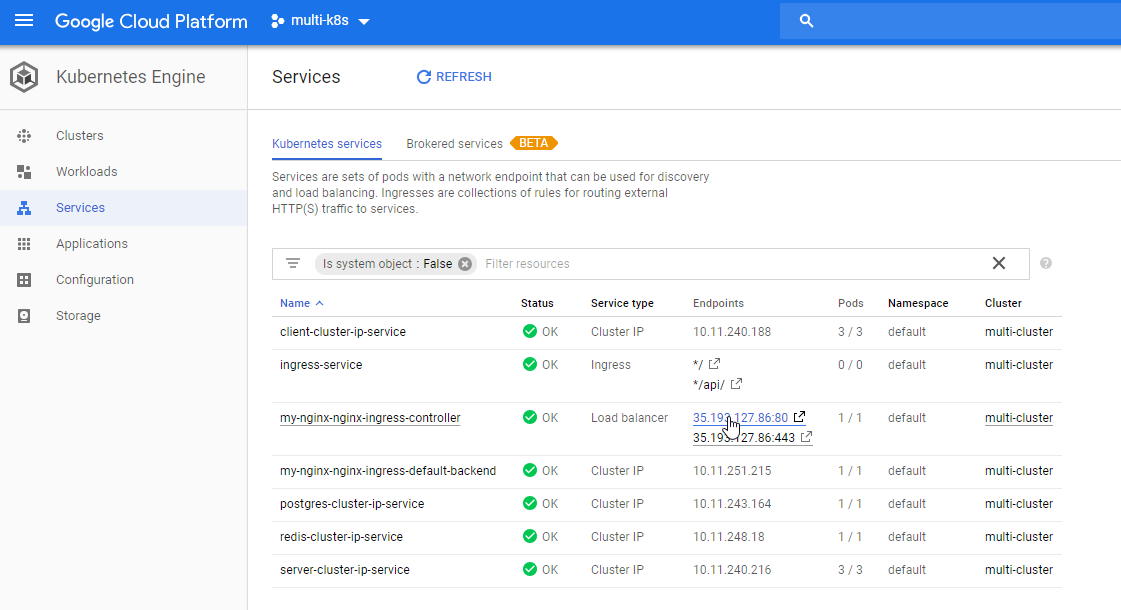 Google Cloud Platform multi-k8s
Kubernetes Engine
Services REFRESH
Clusters
Workloads
Services
Applications
Configuration
Storage
Kubernetes services Brokered services BETA
Services are sets of pods with a network endpoint that can be used for discovery
and load balancing. Ingresses are collections of rules for routing external
HTTP(S) traffic to services.
Is system object : False Filter resources
Name Status Service type Endpoints Pods Namespace Cluster
client-cluster-ip-service OK Cluster IP 10.11.240.188 3 / 3 default multi-cluster
ingress-service OK Ingress */ 0 / 0 default multi-cluster
*/api/
my-nginx-nginx-ingress-controller OK Load balancer 35.193.127.86:80 1 / 1 default multi-cluster
35.193.127.86:443
my-nginx-nginx-ingress-default-backend OK Cluster IP 10.11.251.215 1 / 1 default multi-cluster
postgres-cluster-ip-service OK Cluster IP 10.11.243.164 1 / 1 default multi-cluster
redis-cluster-ip-service OK Cluster IP 10.11.248.18 1 / 1 default multi-cluster
server-cluster-ip-service OK Cluster IP 10.11.240.216 3 / 3 default multi-cluster